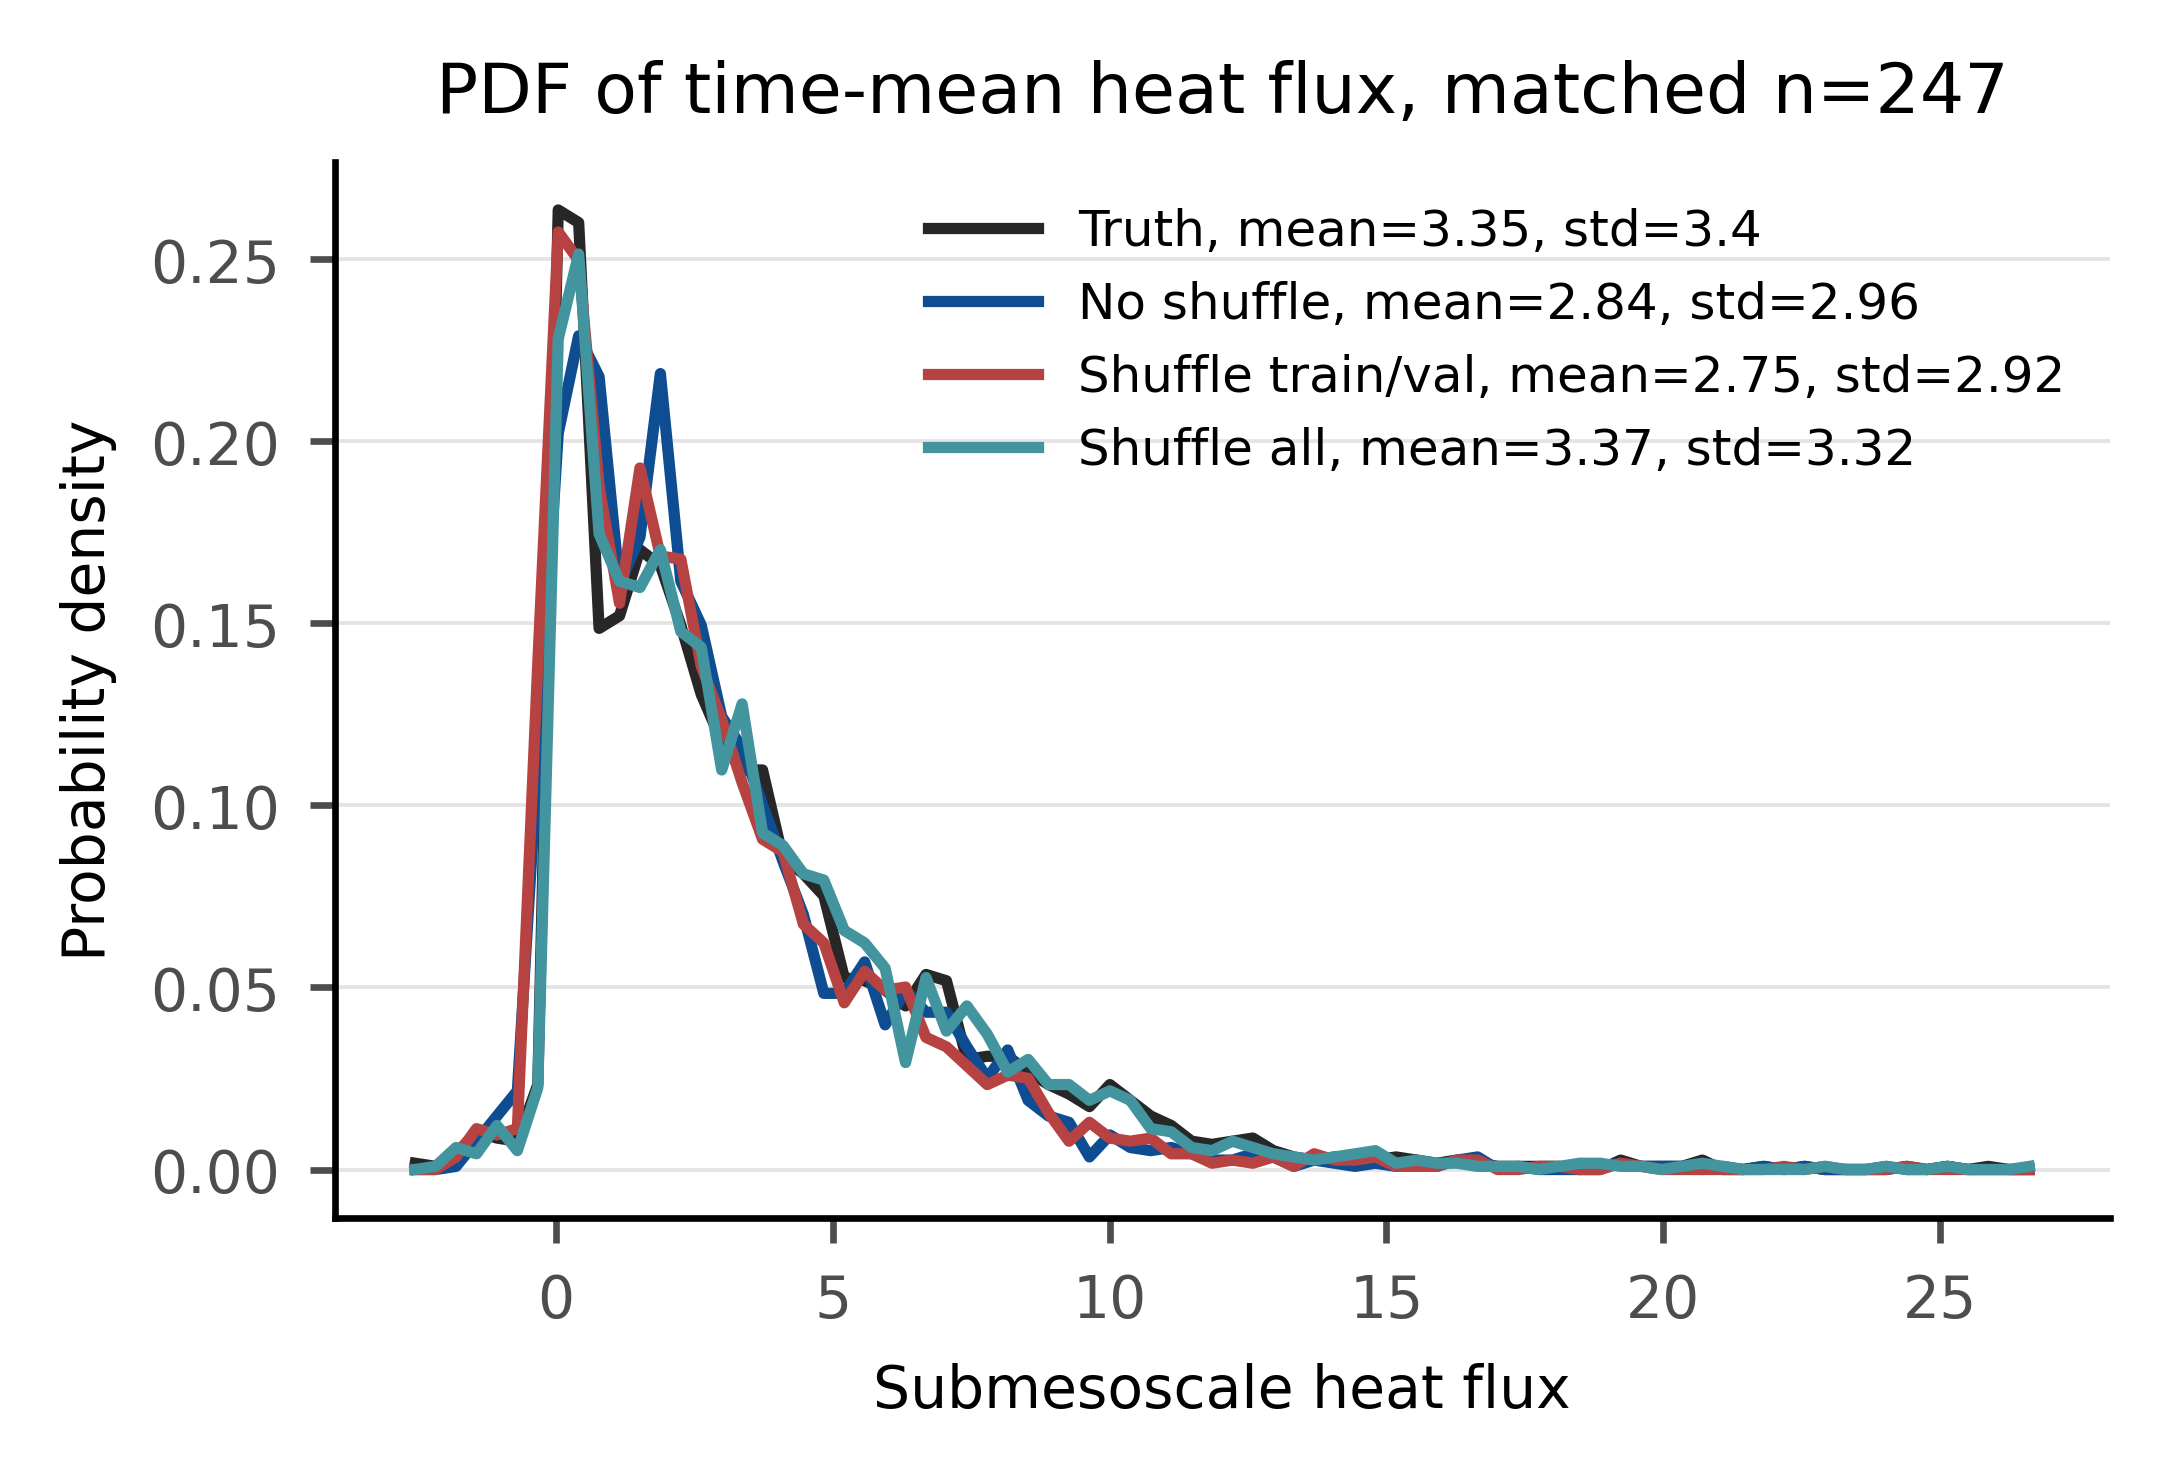 PDF of time-mean heat flux, matched n=247
Truth, mean=3.35, std=3.4
No shuffle, mean=2.84, std=2.96
Shuffle train/val, mean=2.75, std=2.92
Shuffle all, mean=3.37, std=3.32
Probability density
0.25
0.20
0.15
0.10
0.05
0.00
0 5 10 15 20 25
Submesoscale heat flux